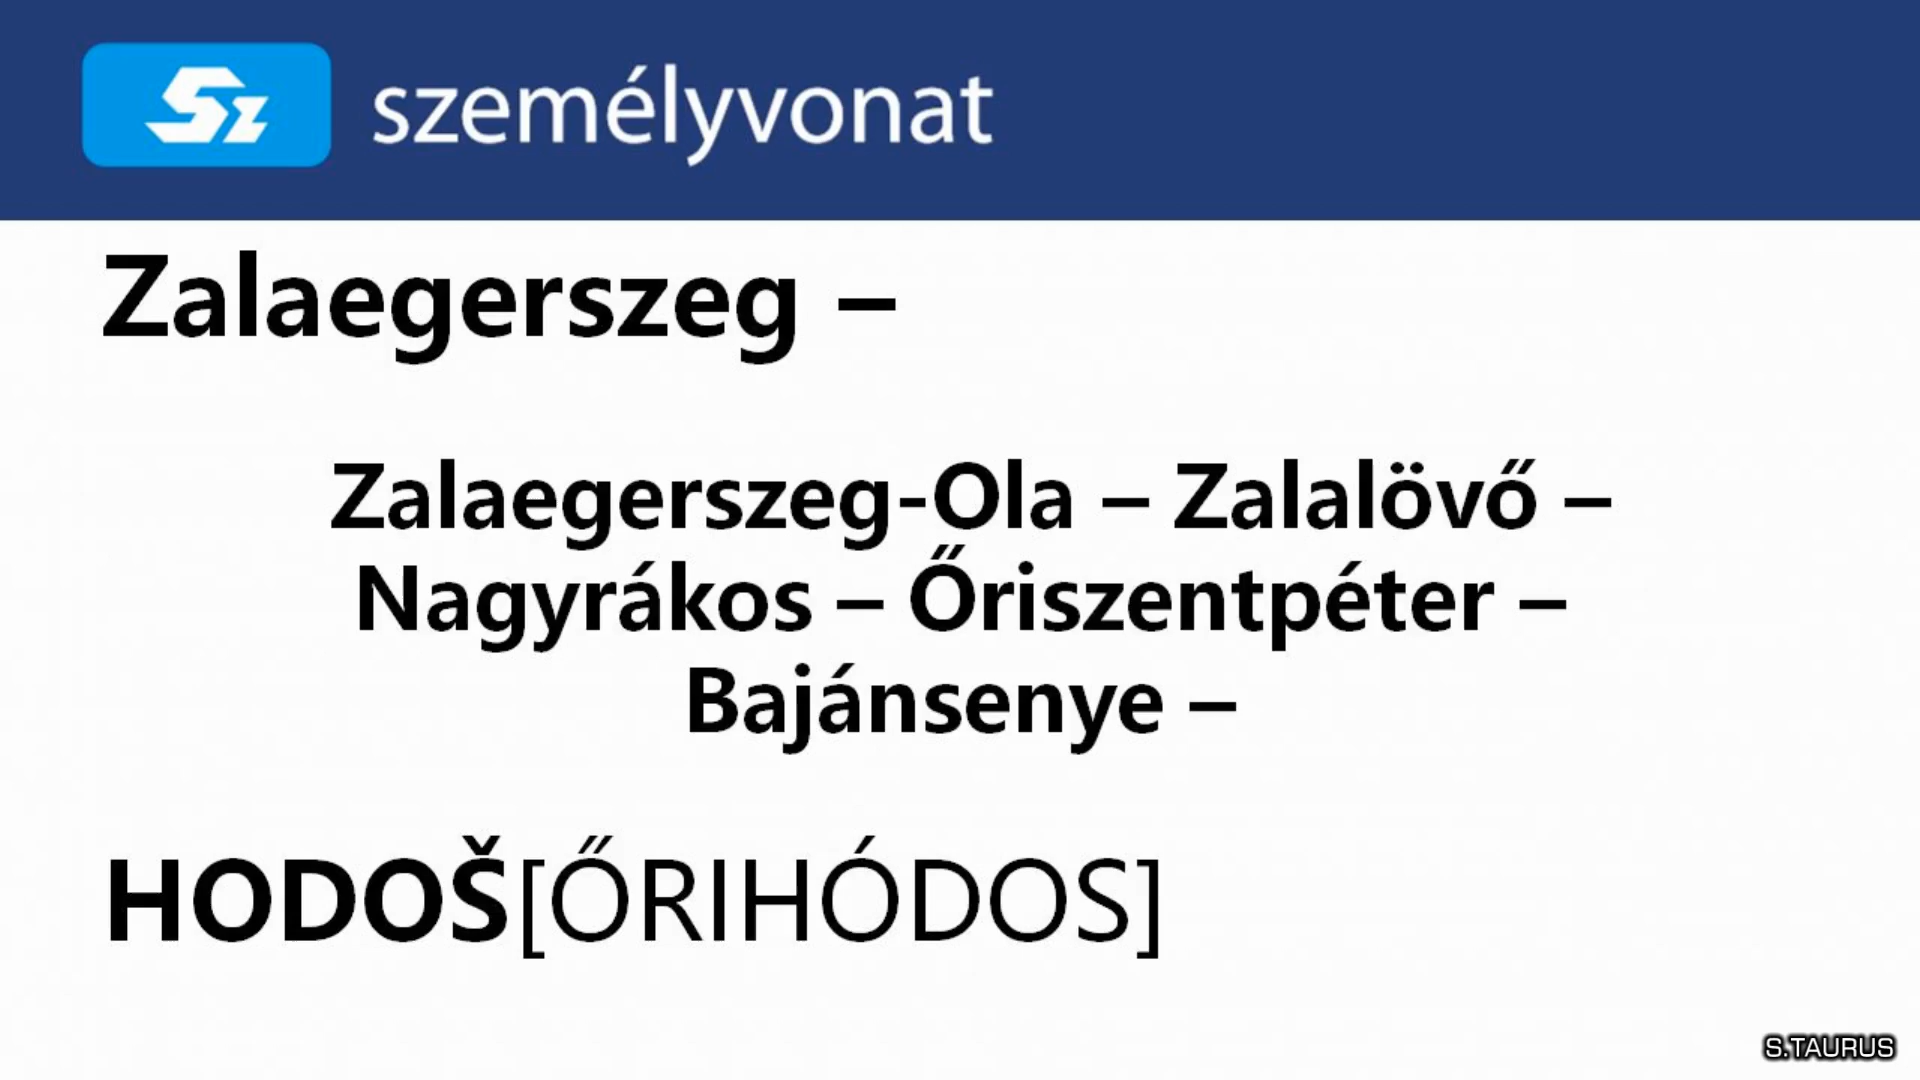 Sz személyvonat
Zalaegerszeg –
Zalaegerszeg-Ola – Zalalövő –
Nagyrákos – Őriszentpéter –
Bajánsenye –
HODOŠ[ŐRIHÓDOS]
S.TAURUS